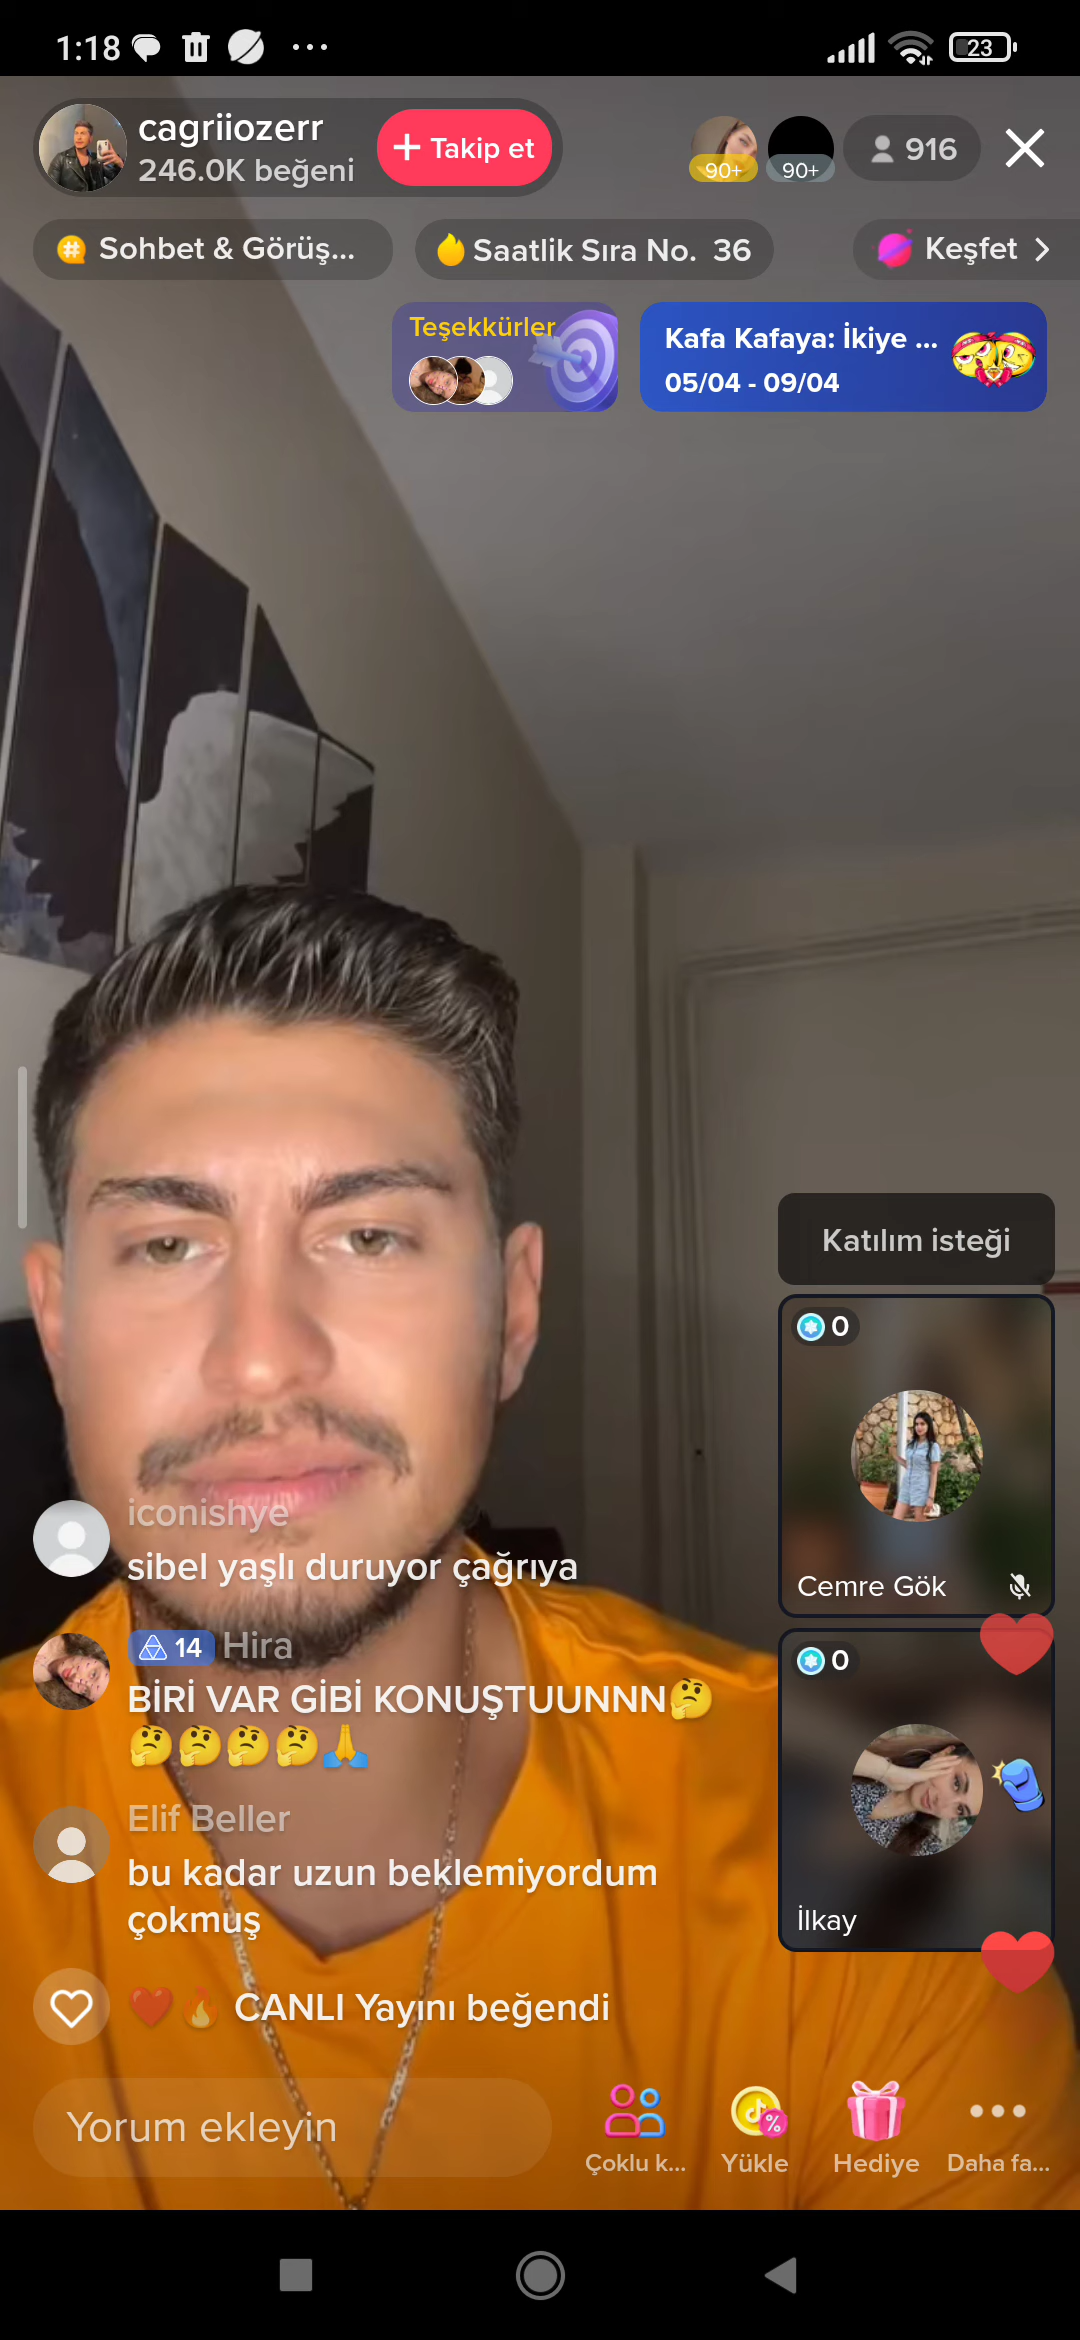 1:18
23
cagriiozerr
246.0K beğeni
+ Takip et
90+
90+
916
Sohbet & Görüş...
Saatlik Sıra No. 36
Keşfet
Teşekkürler
Kafa Kafaya: İkiye ...
05/04 - 09/04
Katılım isteği
0
Cemre Gök
0
İlkay
iconishye
sibel yaşlı duruyor çağrıya
14 Hira
BİRİ VAR GİBİ KONUŞTUUNNN🤔
🤔🤔🤔🤔🙏
Elif Beller
bu kadar uzun beklemiyordum
çokmuş
❤️🔥 CANLI Yayını beğendi
Yorum ekleyin
Çoklu k...
Yükle
Hediye
Daha fa...